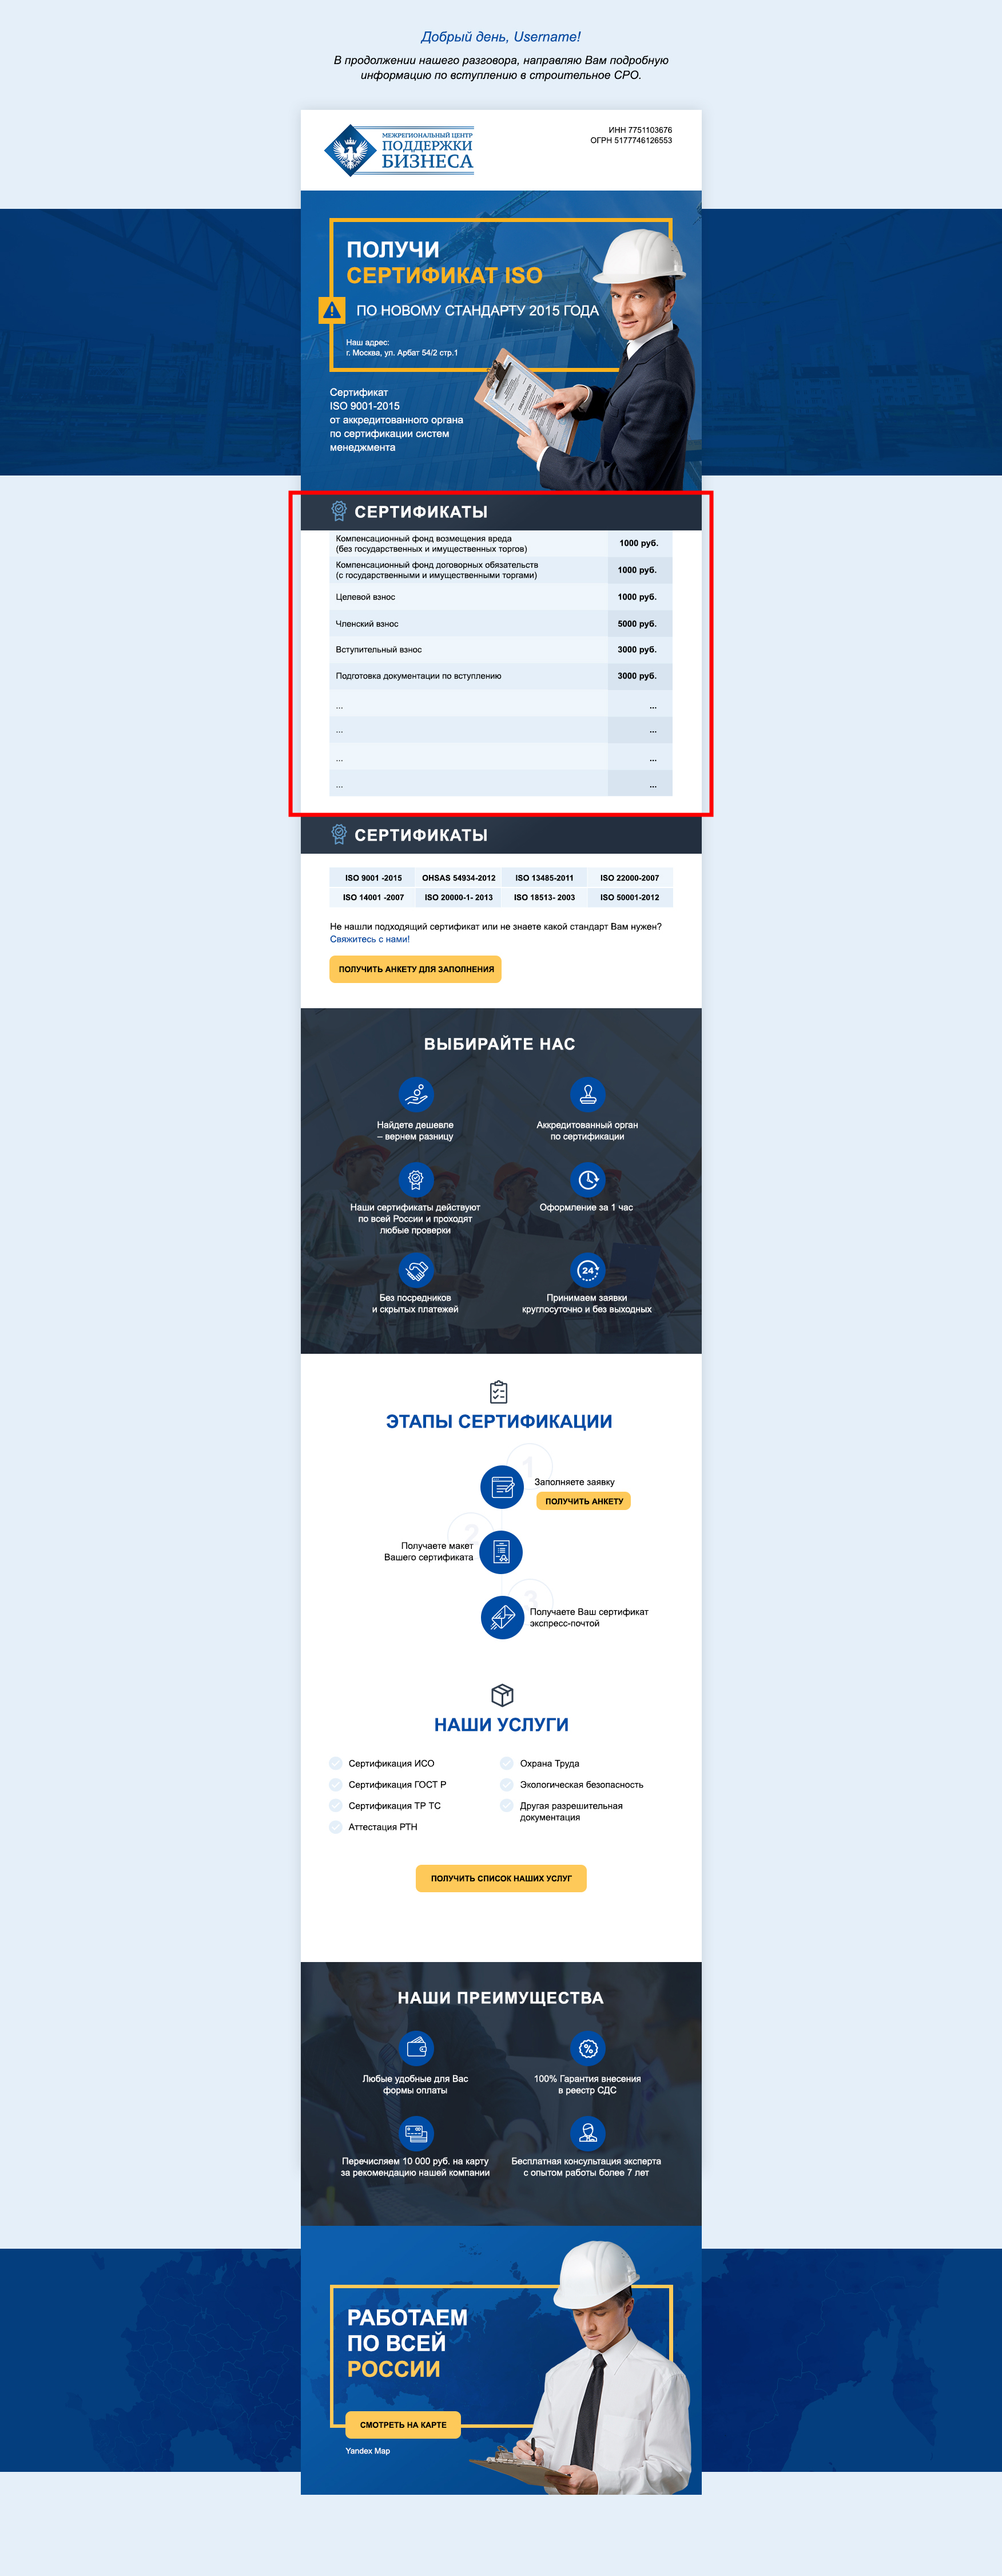 Добрый день, Username!
В продолжении нашего разговора, направляю Вам подробную
информацию по вступлению в строительное СРО.
МЕЖРЕГИОНАЛЬНЫЙ ЦЕНТР
ПОДДЕРЖКИ
БИЗНЕСА
ИНН 7751103676
ОГРН 5177746126553
ПОЛУЧИ
СЕРТИФИКАТ ISO
ПО НОВОМУ СТАНДАРТУ 2015 ГОДА
Наш адрес:
г. Москва, ул. Арбат 54/2 стр.1
Сертификат
ISO 9001-2015
от аккредитованного органа
по сертификации систем
менеджмента
СЕРТИФИКАТЫ
Компенсационный фонд возмещения вреда
(без государственных и имущественных торгов)
1000 руб.
Компенсационный фонд договорных обязательств
(с государственными и имущественными торгами)
1000 руб.
Целевой взнос 1000 руб.
Членский взнос 5000 руб.
Вступительный взнос 3000 руб.
Подготовка документации по вступлению 3000 руб.
... ...
... ...
... ...
... ...
СЕРТИФИКАТЫ
ISO 9001 -2015 OHSAS 54934-2012 ISO 13485-2011 ISO 22000-2007
ISO 14001 -2007 ISO 20000-1- 2013 ISO 18513- 2003 ISO 50001-2012
Не нашли подходящий сертификат или не знаете какой стандарт Вам нужен?
Свяжитесь с нами!
ПОЛУЧИТЬ АНКЕТУ ДЛЯ ЗАПОЛНЕНИЯ
ВЫБИРАЙТЕ НАС
Найдете дешевле
– вернем разницу
Аккредитованный орган
по сертификации
Наши сертификаты действуют
по всей России и проходят
любые проверки
Оформление за 1 час
Без посредников
и скрытых платежей
24
Принимаем заявки
круглосуточно и без выходных
ЭТАПЫ СЕРТИФИКАЦИИ
1
Заполняете заявку
ПОЛУЧИТЬ АНКЕТУ
2
Получаете макет
Вашего сертификата
3
Получаете Ваш сертификат
экспресс-почтой
НАШИ УСЛУГИ
Сертификация ИСО
Сертификация ГОСТ Р
Сертификация ТР ТС
Аттестация РТН
Охрана Труда
Экологическая безопасность
Другая разрешительная
документация
ПОЛУЧИТЬ СПИСОК НАШИХ УСЛУГ
НАШИ ПРЕИМУЩЕСТВА
Любые удобные для Вас
формы оплаты
100% Гарантия внесения
в реестр СДС
Перечисляем 10 000 руб. на карту
за рекомендацию нашей компании
Бесплатная консультация эксперта
с опытом работы более 7 лет
РАБОТАЕМ
ПО ВСЕЙ
РОССИИ
СМОТРЕТЬ НА КАРТЕ
Yandex Map